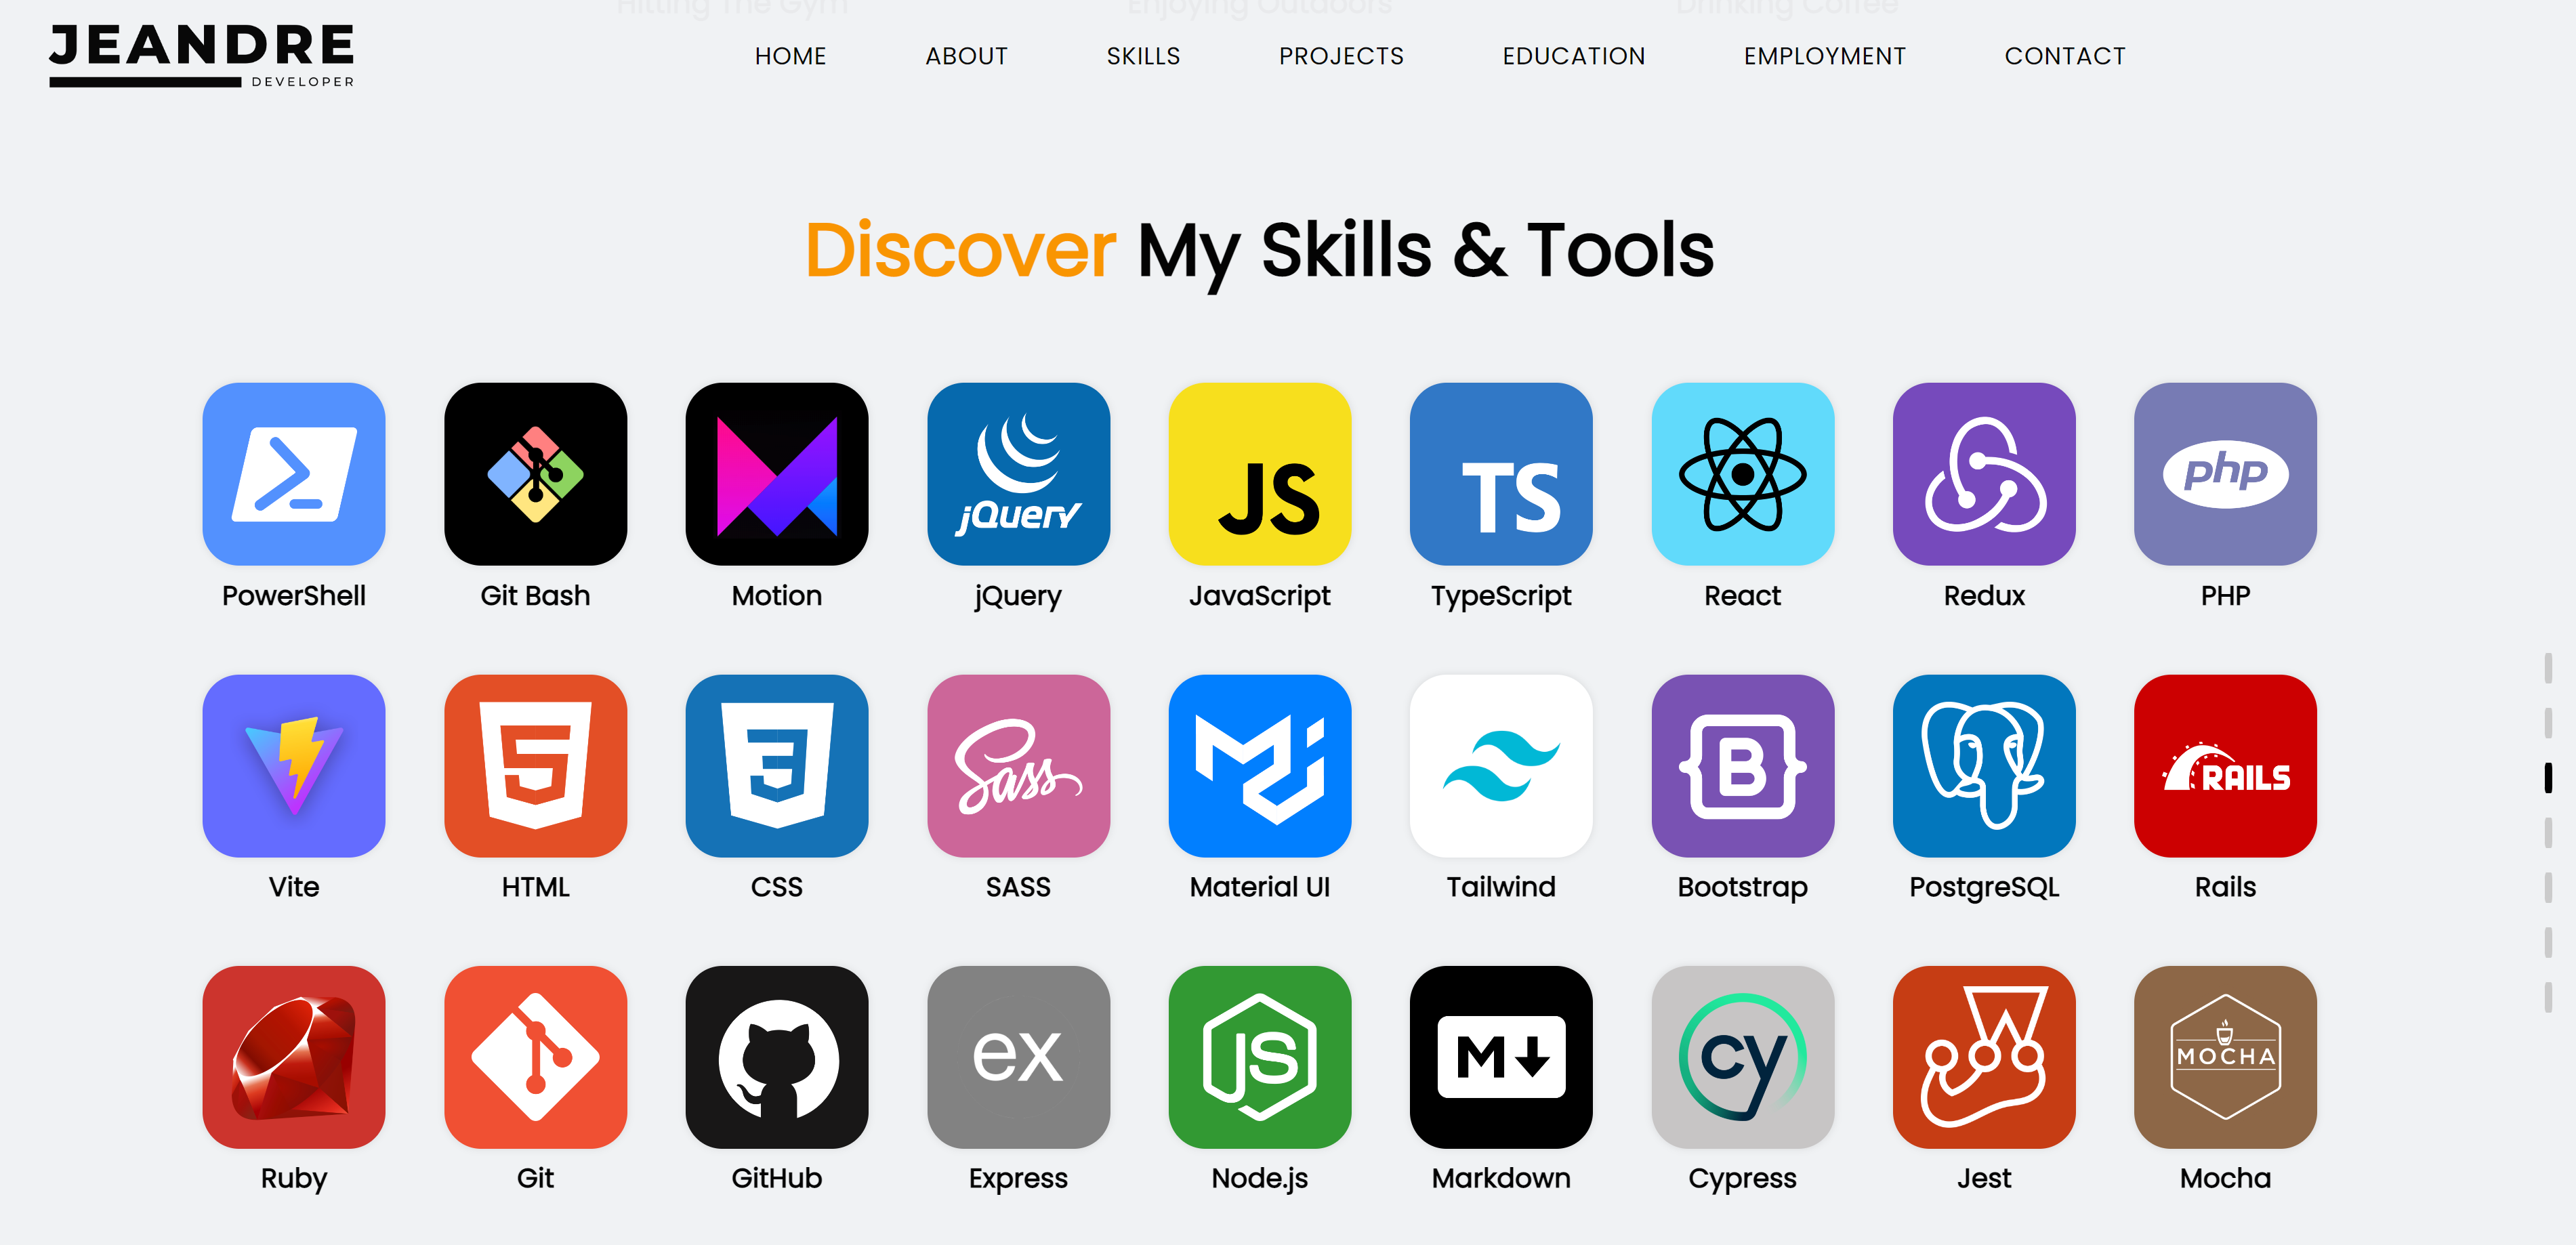 Hitting The Gym Enjoying Outdoors Drinking Coffee
JEANDRE
DEVELOPER
HOME ABOUT SKILLS PROJECTS EDUCATION EMPLOYMENT CONTACT
Discover My Skills & Tools
jQuery JS TS php
PowerShell Git Bash Motion jQuery JavaScript TypeScript React Redux PHP
5 3 Sass B RAILS
Vite HTML CSS SASS Material UI Tailwind Bootstrap PostgreSQL Rails
ex JS M cy MOCHA
Ruby Git GitHub Express Node.js Markdown Cypress Jest Mocha